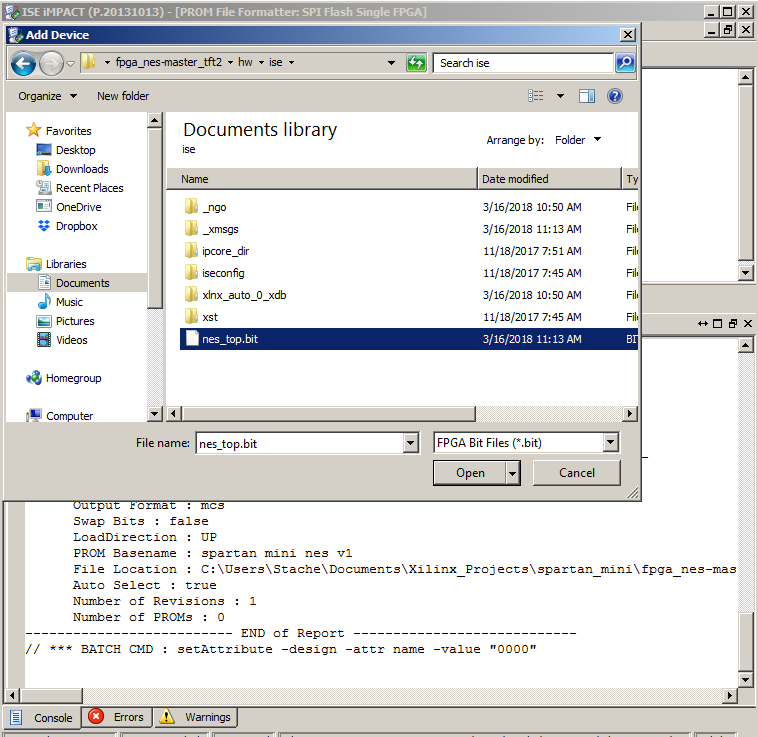 ISE iMPACT (P.20131013) - [PROM File Formatter: SPI Flash Single FPGA]
Add Device
fpga_nes-master_tft2 hw ise
Search ise
Organize New folder
Favorites
Desktop
Downloads
Recent Places
OneDrive
Dropbox
Libraries
Documents
Music
Pictures
Videos
Homegroup
Computer
Documents library
ise
Arrange by: Folder
Name Date modified Ty
_ngo 3/16/2018 10:50 AM File
_xmsgs 3/16/2018 11:13 AM File
ipcore_dir 11/18/2017 7:51 AM File
iseconfig 11/18/2017 7:45 AM File
xlnx_auto_0_xdb 3/16/2018 10:50 AM File
xst 11/18/2017 7:45 AM File
nes_top.bit 3/16/2018 11:13 AM BI
File name: nes_top.bit FPGA Bit Files (*.bit)
Open Cancel
Output Format : mcs
Swap Bits : false
LoadDirection : UP
PROM Basename : spartan_mini_nes_v1
File Location : C:\Users\Stache\Documents\Xilinx_Projects\spartan_mini\fpga_nes-mas
Auto Select : true
Number of Revisions : 1
Number of PROMs : 0
-------------------------- END of Report ----------------------------
// *** BATCH CMD : setAttribute -design -attr name -value "0000"
Console Errors Warnings